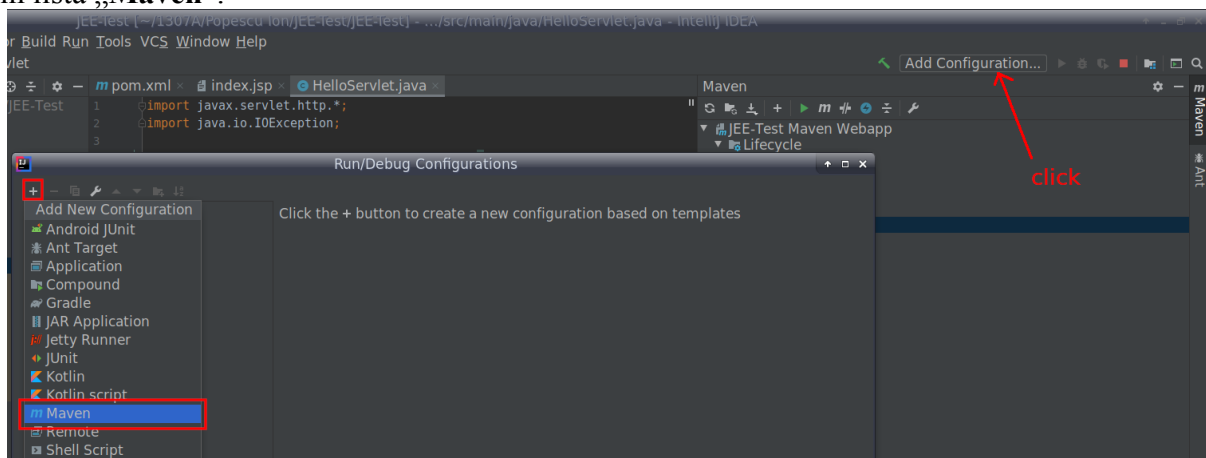 listă „Maven".
JEE-Test [~/1307A/Popescu Ion/JEE-Test/JEE-Test] - .../src/main/java/HelloServlet.java - IntelliJ IDEA
Build Run Tools VCS Window Help
Add Configuration...
pom.xml index.jsp HelloServlet.java
Maven
JEE-Test
1 import javax.servlet.http.*;
2 import java.io.IOException;
3
JEE-Test Maven Webapp
Lifecycle
Maven
Ant
click
Run/Debug Configurations
Add New Configuration
Click the + button to create a new configuration based on templates
Android JUnit
Ant Target
Application
Compound
Gradle
JAR Application
Jetty Runner
JUnit
Kotlin
Kotlin script
Maven
Remote
Shell Script